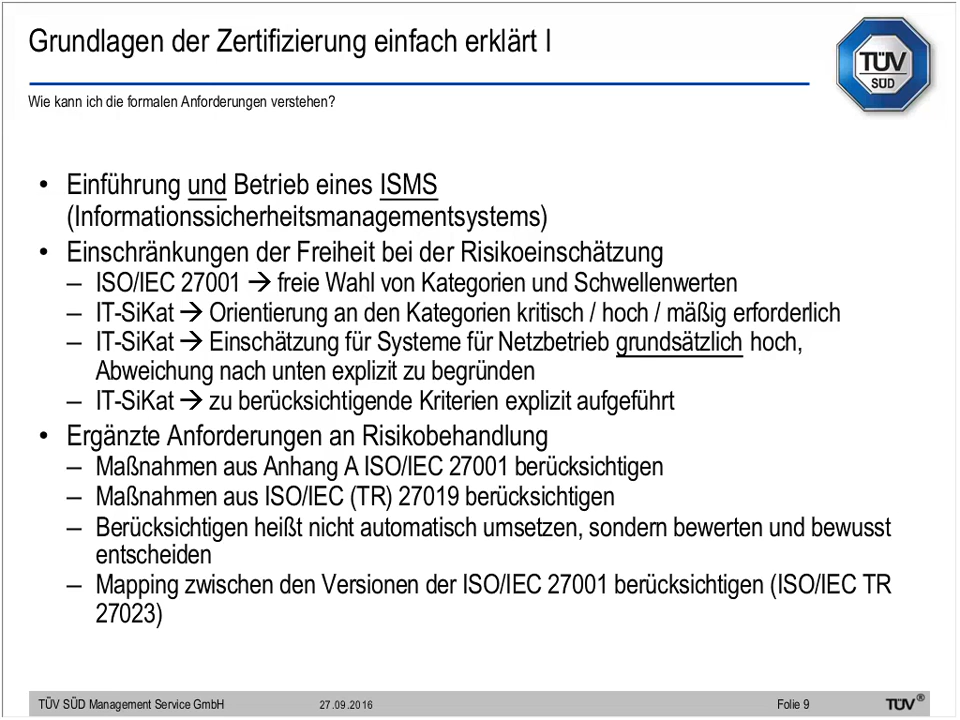 Grundlagen der Zertifizierung einfach erklärt I
TÜV
SÜD
Wie kann ich die formalen Anforderungen verstehen?
• Einführung und Betrieb eines ISMS
(Informationssicherheitsmanagementsystems)
• Einschränkungen der Freiheit bei der Risikoeinschätzung
– ISO/IEC 27001 → freie Wahl von Kategorien und Schwellenwerten
– IT-SiKat → Orientierung an den Kategorien kritisch / hoch / mäßig erforderlich
– IT-SiKat → Einschätzung für Systeme für Netzbetrieb grundsätzlich hoch,
Abweichung nach unten explizit zu begründen
– IT-SiKat → zu berücksichtigende Kriterien explizit aufgeführt
• Ergänzte Anforderungen an Risikobehandlung
– Maßnahmen aus Anhang A ISO/IEC 27001 berücksichtigen
– Maßnahmen aus ISO/IEC (TR) 27019 berücksichtigen
– Berücksichtigen heißt nicht automatisch umsetzen, sondern bewerten und bewusst
entscheiden
– Mapping zwischen den Versionen der ISO/IEC 27001 berücksichtigen (ISO/IEC TR
27023)
TÜV SÜD Management Service GmbH 27.09.2016 Folie 9 TÜV®